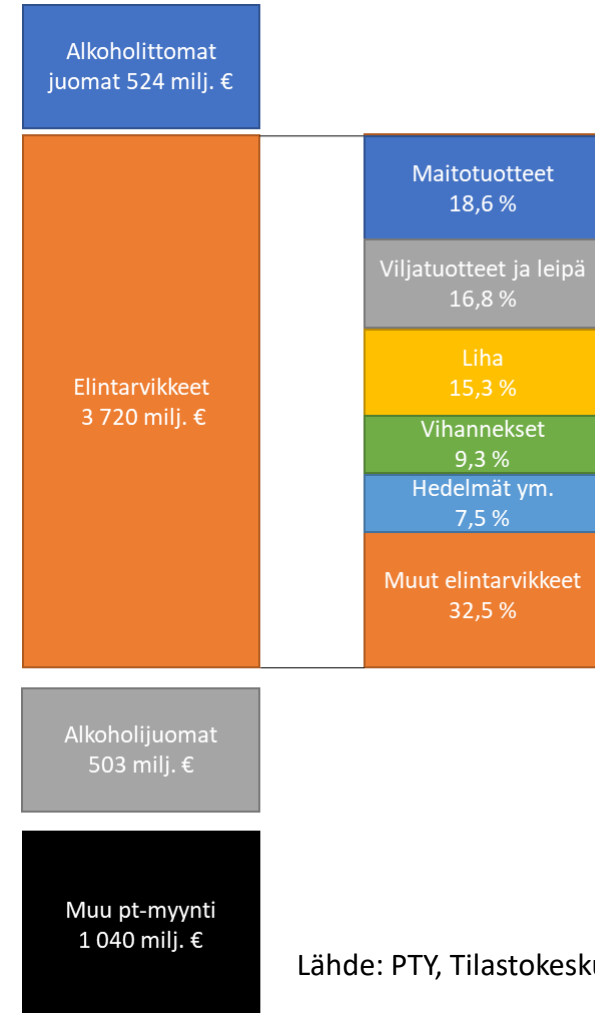 Alkoholittomat
juomat 524 milj. €
Elintarvikkeet
3 720 milj. €
Maitotuotteet
18,6 %
Viljatuotteet ja leipä
16,8 %
Liha
15,3 %
Vihannekset
9,3 %
Hedelmät ym.
7,5 %
Muut elintarvikkeet
32,5 %
Alkoholijuomat
503 milj. €
Muu pt-myynti
1 040 milj. €
Lähde: PTY,